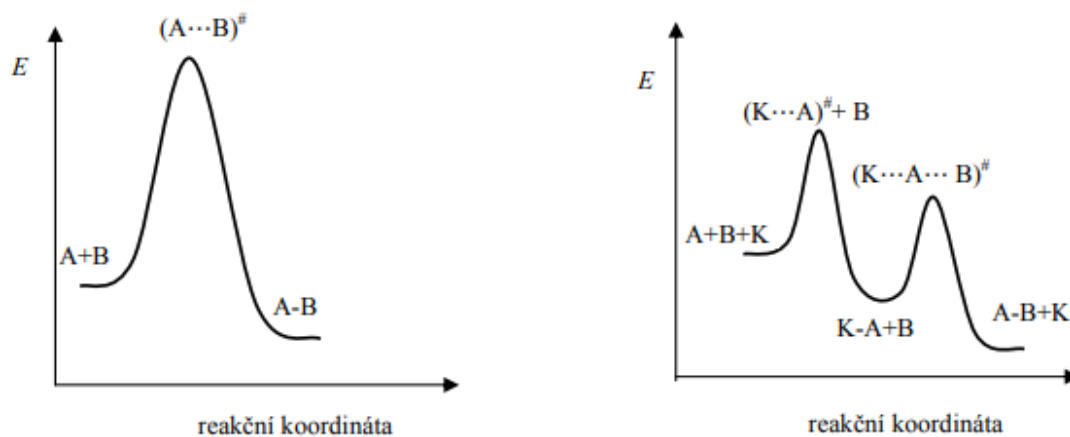 (A···B)#
E
A+B
A-B
reakční koordináta
E
(K···A)#+ B
(K···A··· B)#
A+B+K
K-A+B
A-B+K
reakční koordináta